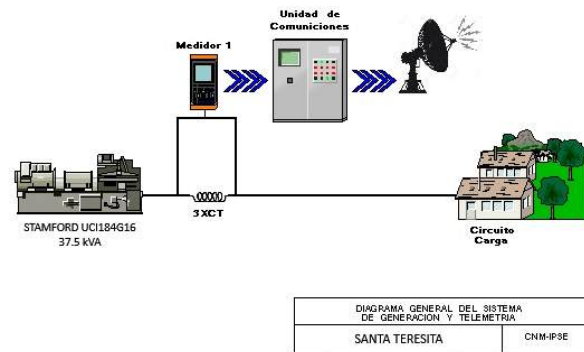 Unidad de
Comuniciones
Medidor 1
3XCT
STAMFORD UCI184G16
37.5 kVA
Circuito
Carga
DIAGRAMA GENERAL DEL SISTEMA
DE GENERACION Y TELEMETRIA
SANTA TERESITA
CNM-IPSE